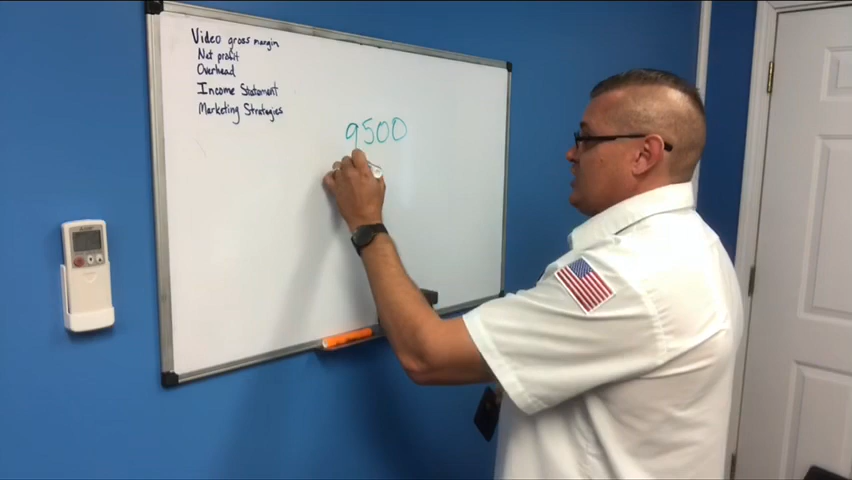 Video gross margin
Net profit
Overhead
Income Statement
Marketing Strategies
9500